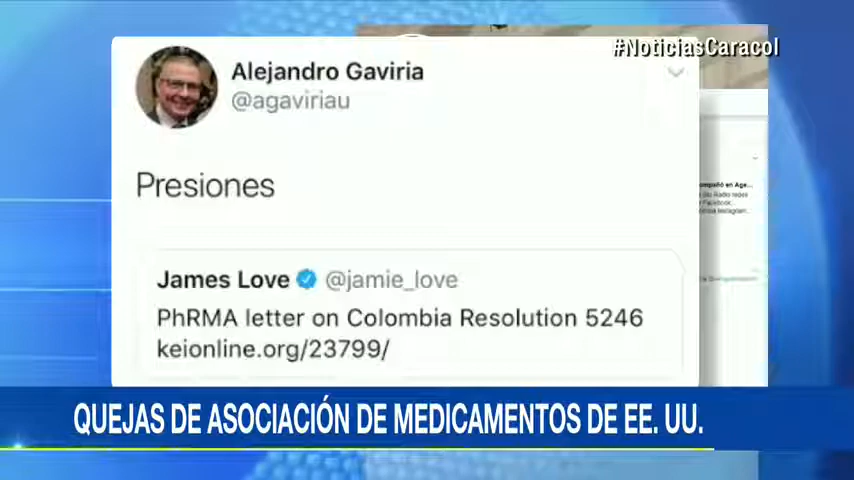 #NoticiasCaracol
Alejandro Gaviria
@agaviriau
Presiones
James Love @jamie_love
PhRMA letter on Colombia Resolution 5246
keionline.org/23799/
QUEJAS DE ASOCIACIÓN DE MEDICAMENTOS DE EE. UU.